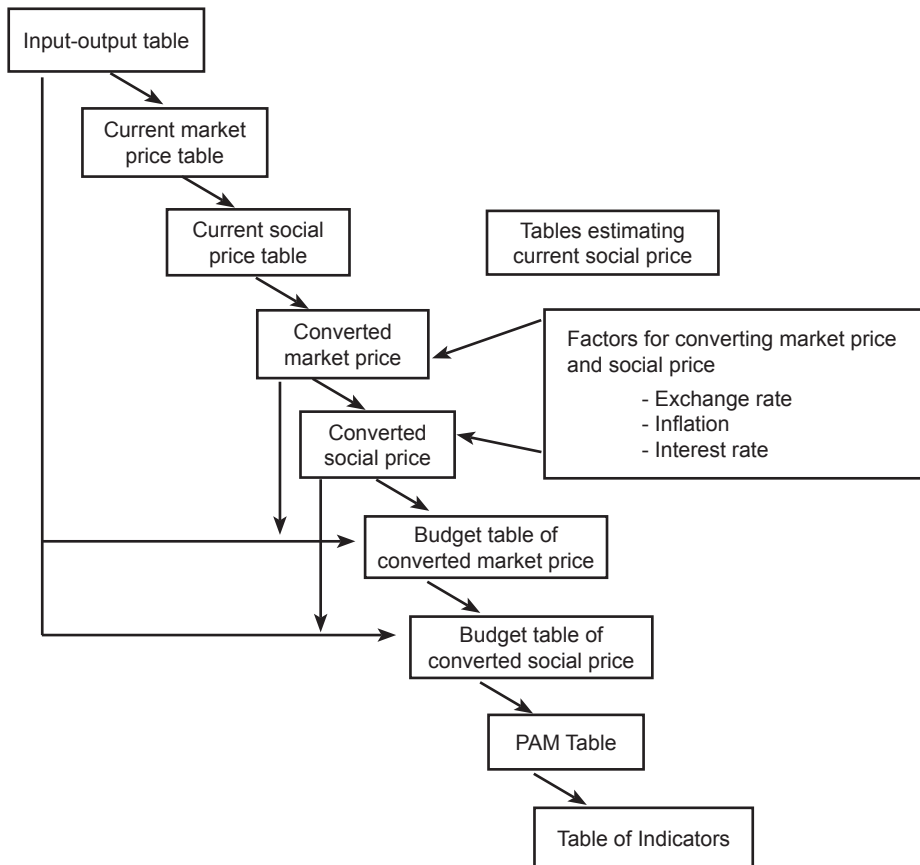 Input-output table
Current market
price table
Current social
price table
Tables estimating
current social price
Converted
market price
Factors for converting market price
and social price
- Exchange rate
- Inflation
- Interest rate
Converted
social price
Budget table of
converted market price
Budget table of
converted social price
PAM Table
Table of Indicators